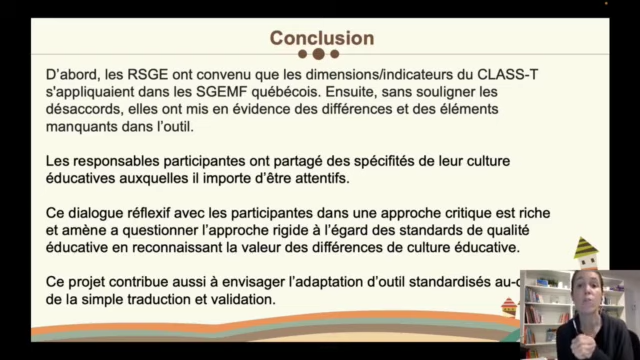 Conclusion
D'abord, les RSGE ont convenu que les dimensions/indicateurs du CLASS-T
s'appliquaient dans les SGEMF québécois. Ensuite, sans souligner les
désaccords, elles ont mis en évidence des différences et des éléments
manquants dans l'outil.
Les responsables participantes ont partagé des spécifités de leur culture
éducatives auxquelles il importe d'être attentifs.
Ce dialogue réflexif avec les participantes dans une approche critique est riche
et amène a questionner l'approche rigide à l'égard des standards de qualité
éducative en reconnaissant la valeur des différences de culture éducative.
Ce projet contribue aussi à envisager l'adaptation d'outil standardisés
de la simple traduction et validation.